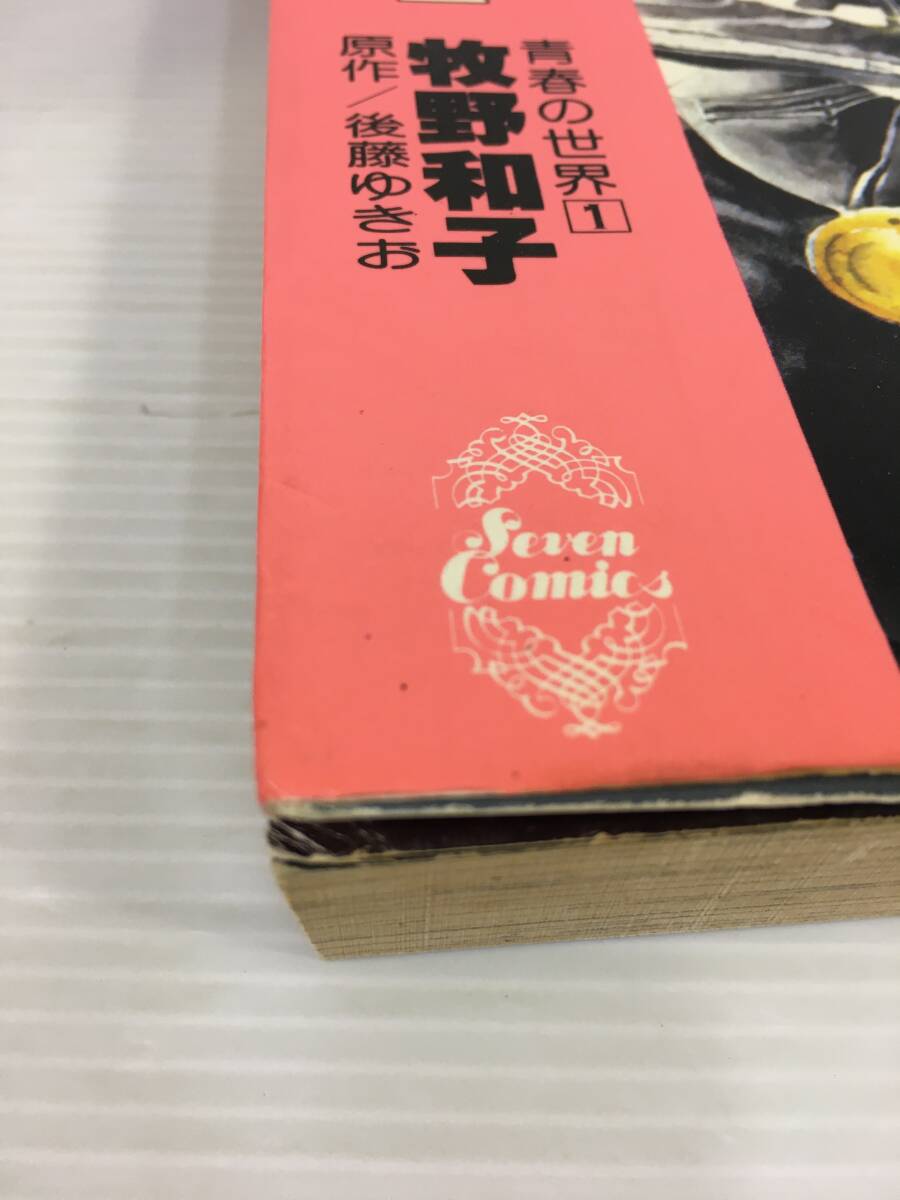 青春の世界1
牧野和子
原作/後藤ゆきお
Seven
Comics